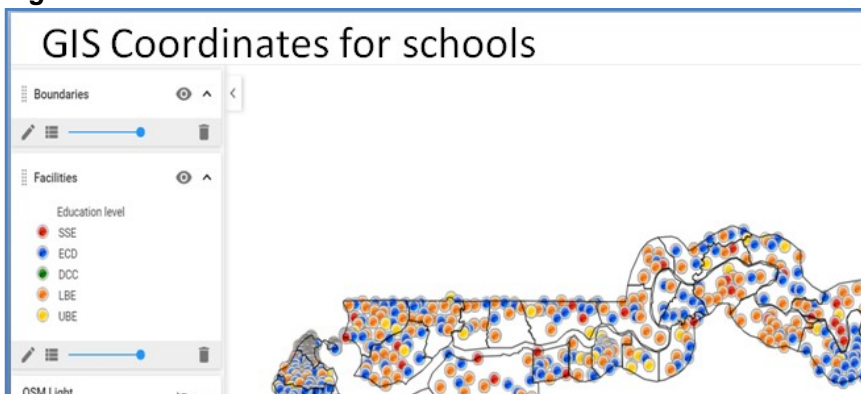 GIS Coordinates for schools
Boundaries
Facilities
Education level
SSE
ECD
DCC
LBE
UBE
OSM Light